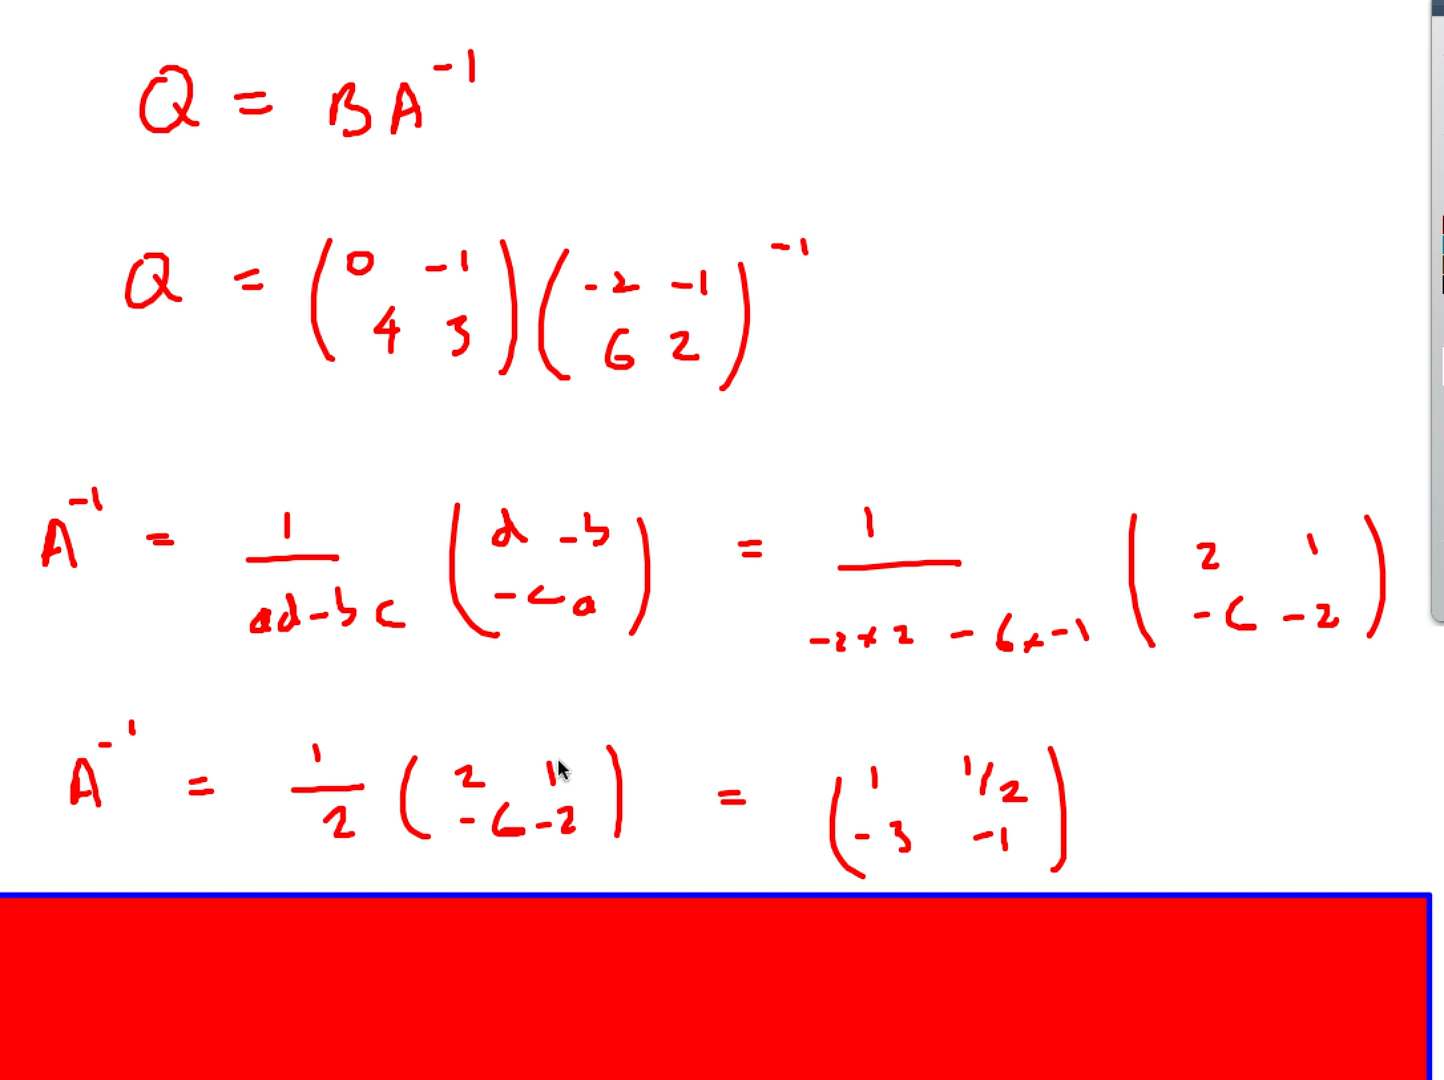 Q = BA⁻¹
Q = ( 0 -1 ) ( -2 -1 )⁻¹
( 4 3 ) ( 6 2 )
A⁻¹ = 1/(ad-bc) ( d -b ) = 1/(-2×2 - 6×-1) ( 2 1 )
( -c a ) ( -6 -2 )
A⁻¹ = 1/2 ( 2 1 ) = ( 1 1/2 )
( -6 -2 ) ( -3 -1 )